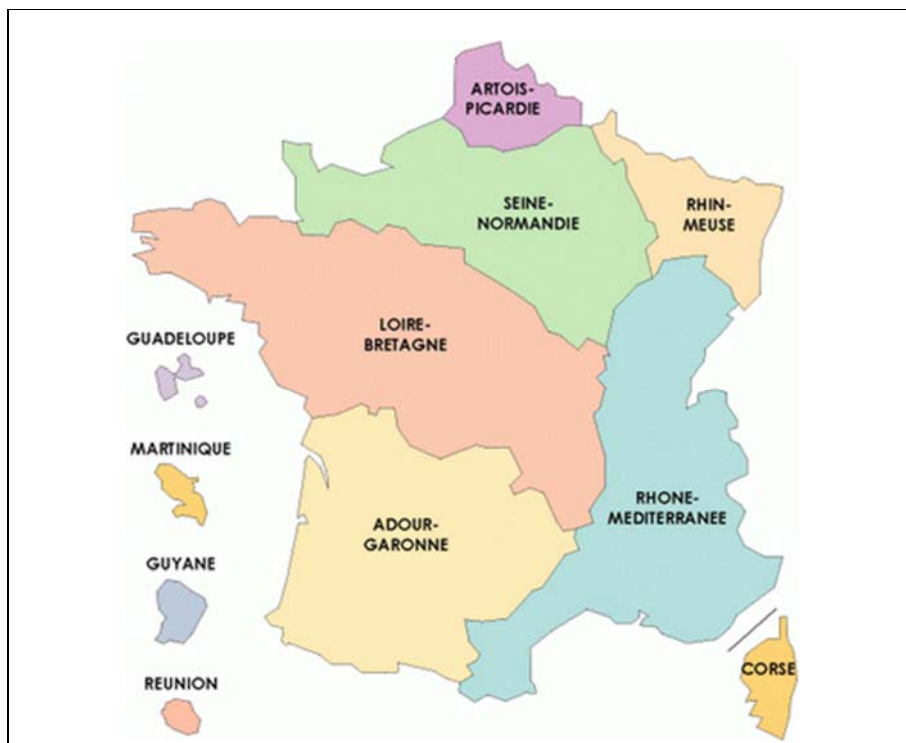 ARTOIS-
PICARDIE
SEINE-
NORMANDIE
RHIN-
MEUSE
LOIRE-
BRETAGNE
GUADELOUPE
MARTINIQUE
RHONE-
MEDITERRANEE
ADOUR-
GARONNE
GUYANE
REUNION
CORSE